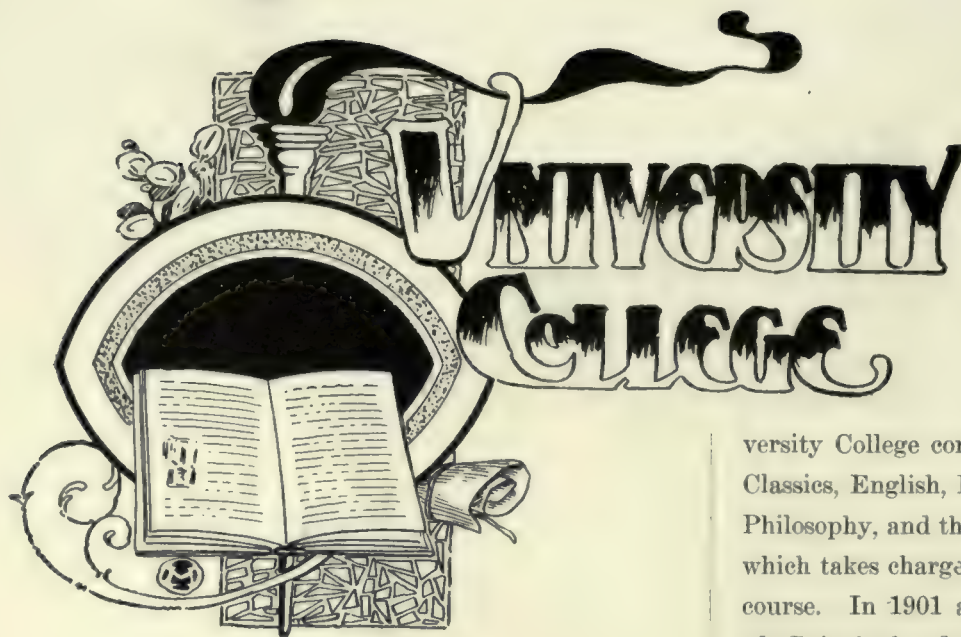 UNIVERSITY
COLLEGE
versity College con
Classics, English,
Philosophy, and th
which takes charge
course. In 1901 a